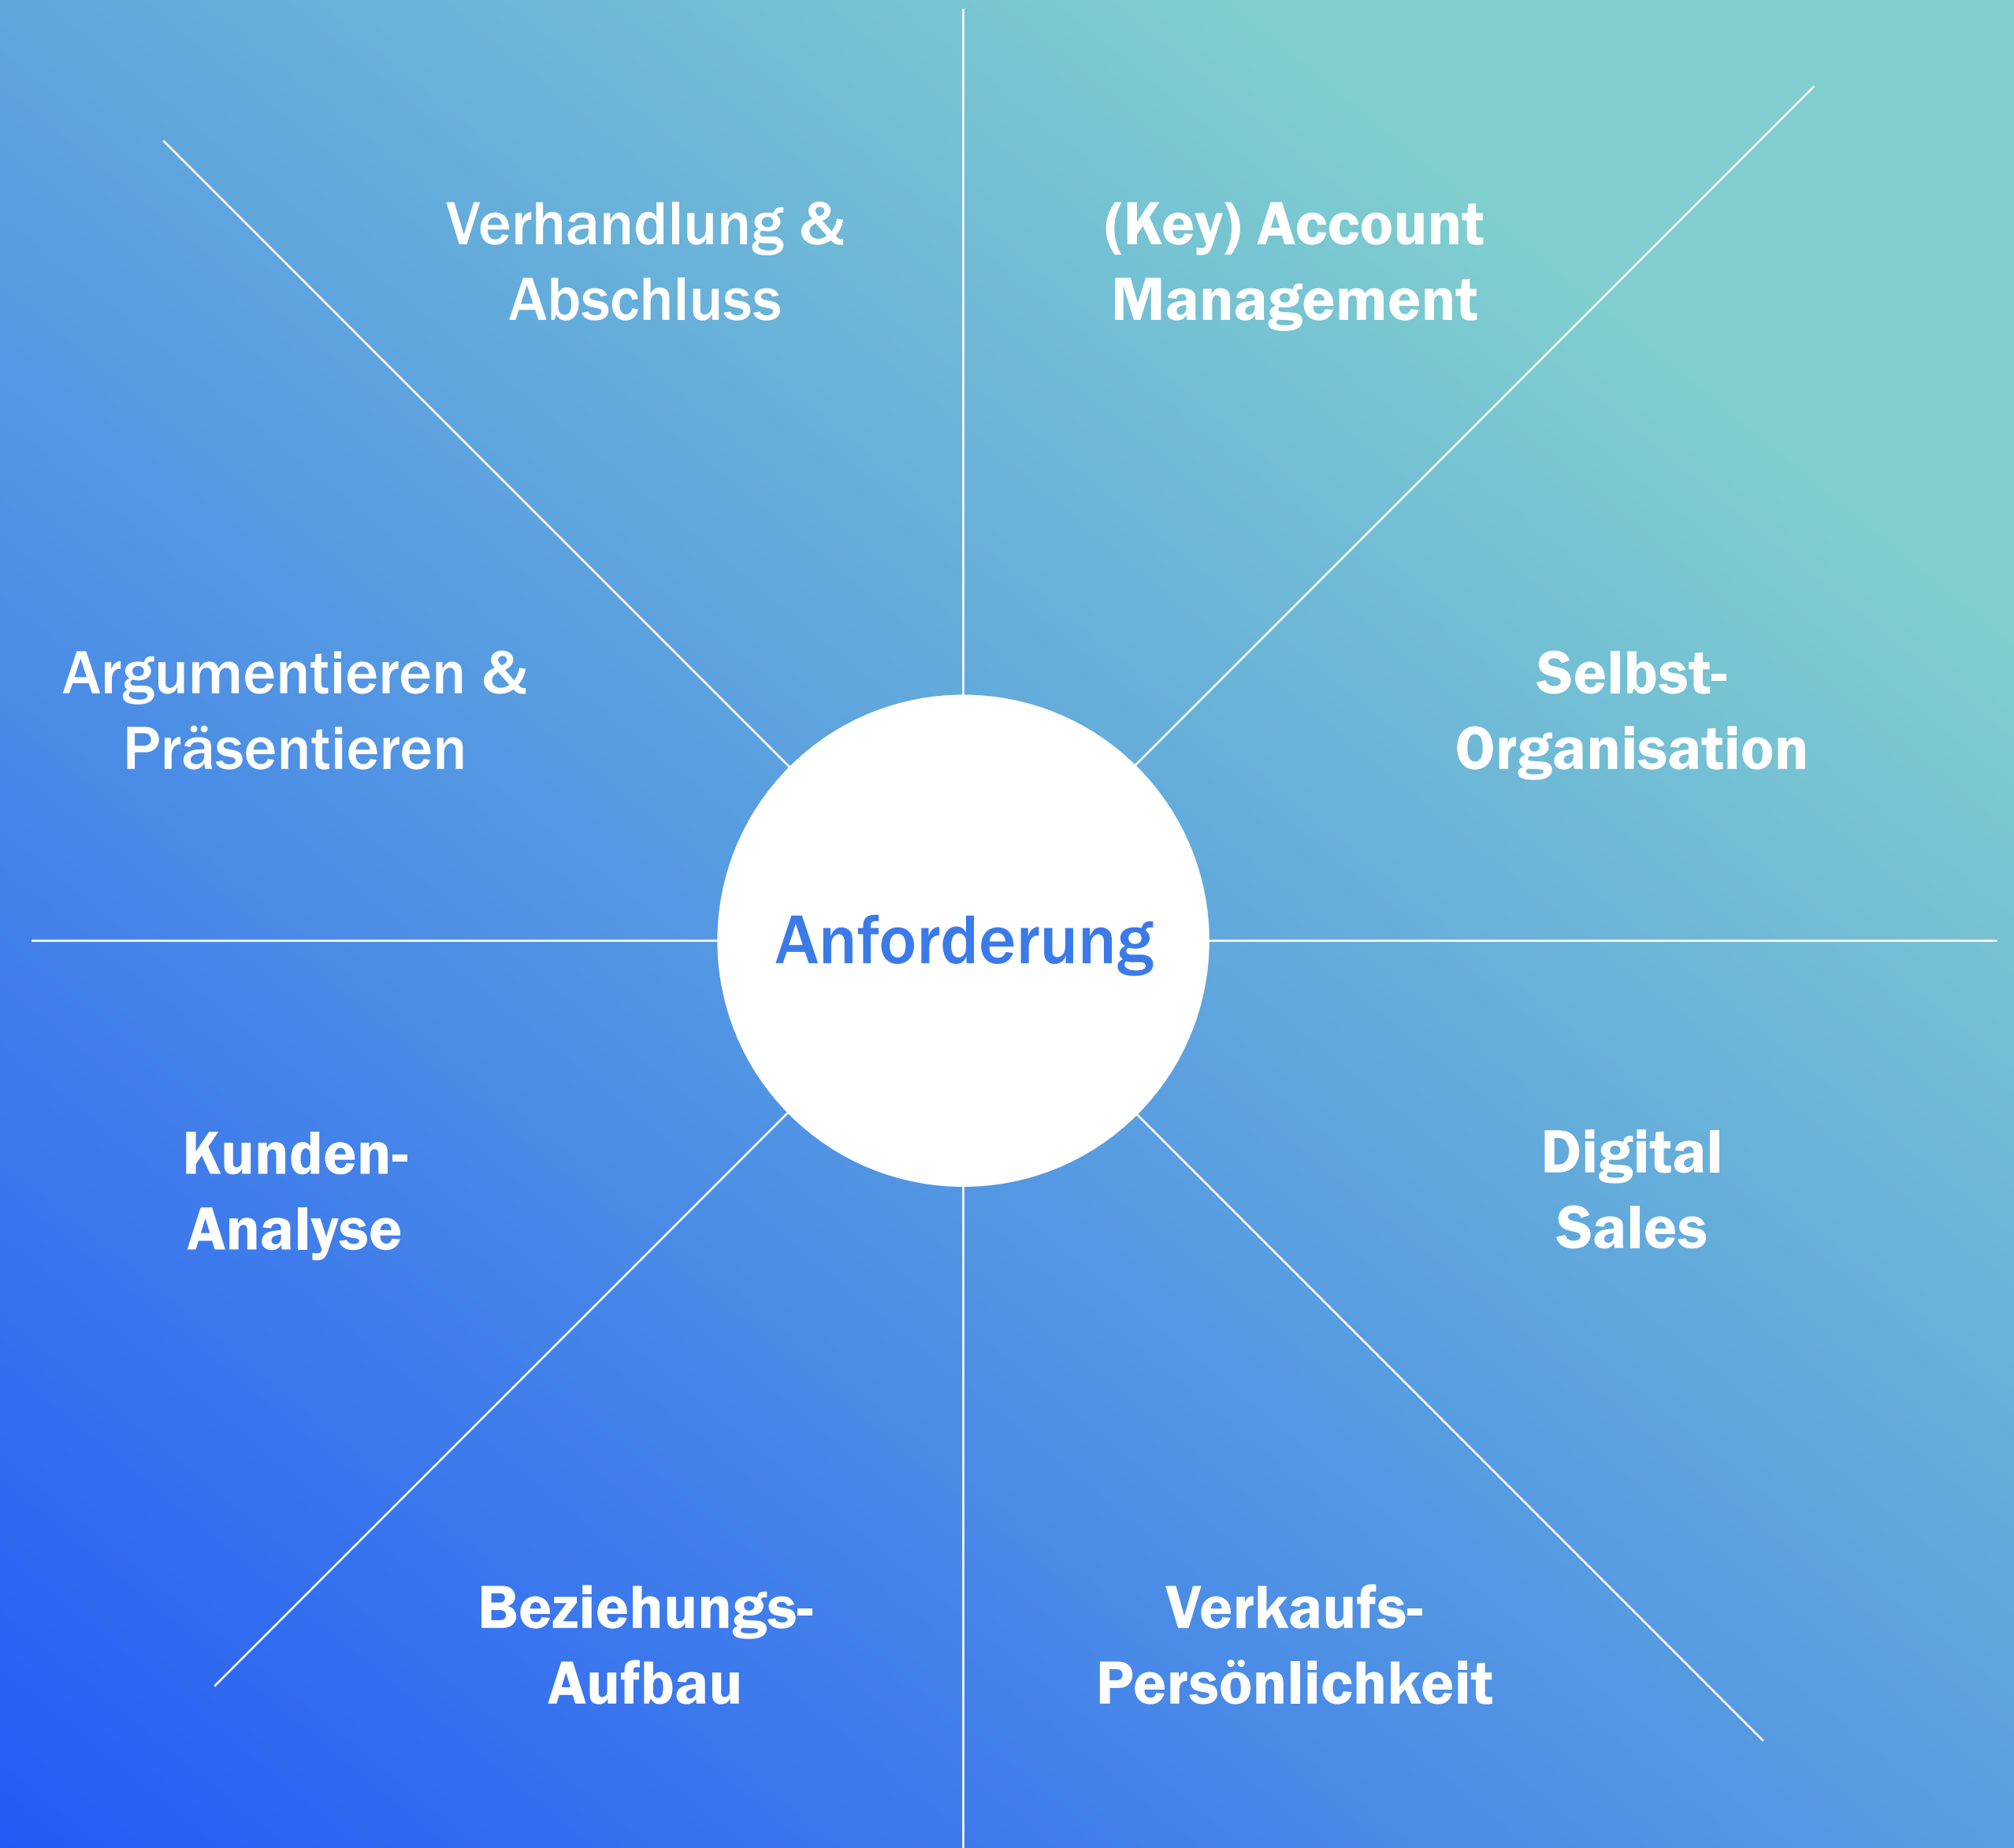 Verhandlung &
Abschluss
(Key) Account
Management
Argumentieren &
Präsentieren
Selbst-
Organisation
Anforderung
Kunden-
Analyse
Digital
Sales
Beziehungs-
Aufbau
Verkaufs-
Persönlichkeit